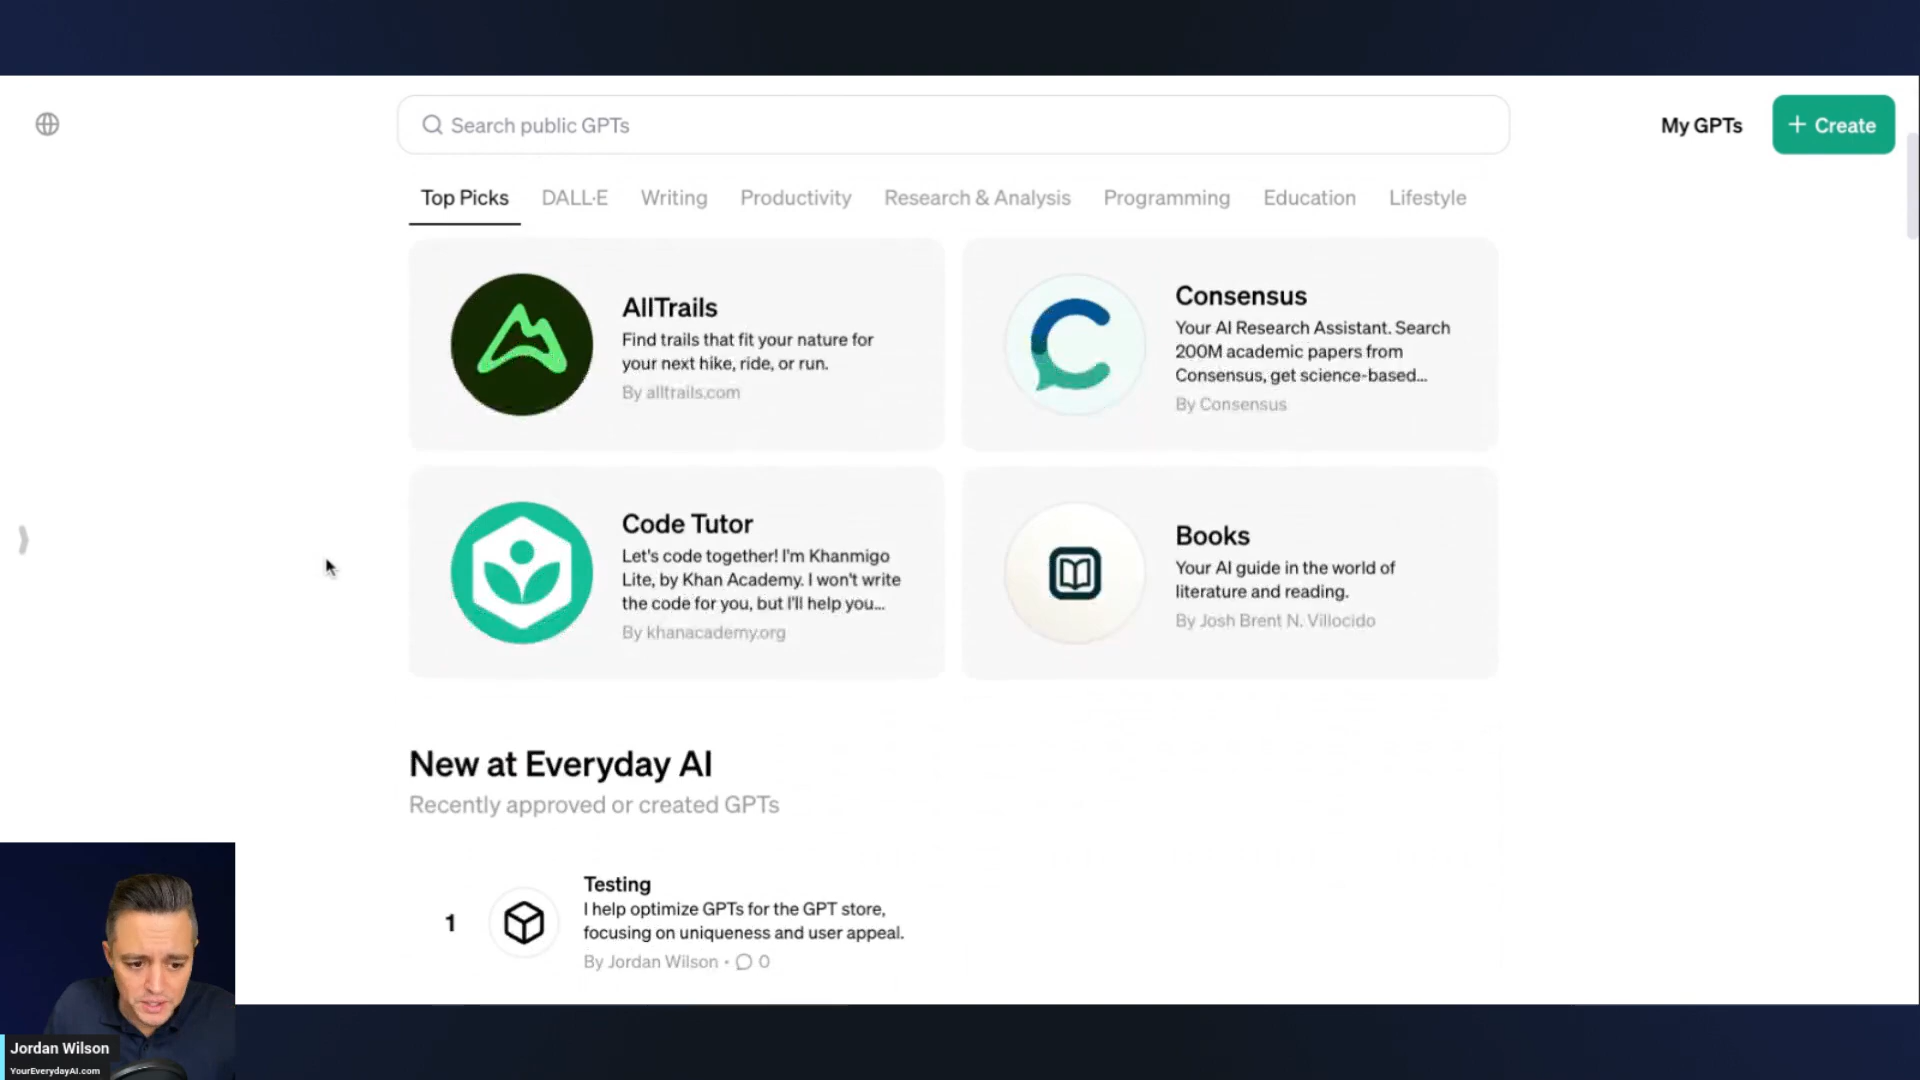 Search public GPTs
My GPTs
+ Create
Top Picks
DALL·E
Writing
Productivity
Research & Analysis
Programming
Education
Lifestyle
AllTrails
Find trails that fit your nature for
your next hike, ride, or run.
By alltrails.com
Consensus
Your AI Research Assistant. Search
200M academic papers from
Consensus, get science-based...
By Consensus
Code Tutor
Let's code together! I'm Khanmigo
Lite, by Khan Academy. I won't write
the code for you, but I'll help you...
By khanacademy.org
Books
Your AI guide in the world of
literature and reading.
By Josh Brent N. Villocido
New at Everyday AI
Recently approved or created GPTs
1
Testing
I help optimize GPTs for the GPT store,
focusing on uniqueness and user appeal.
By Jordan Wilson • 0
Jordan Wilson
YourEverydayAI.com